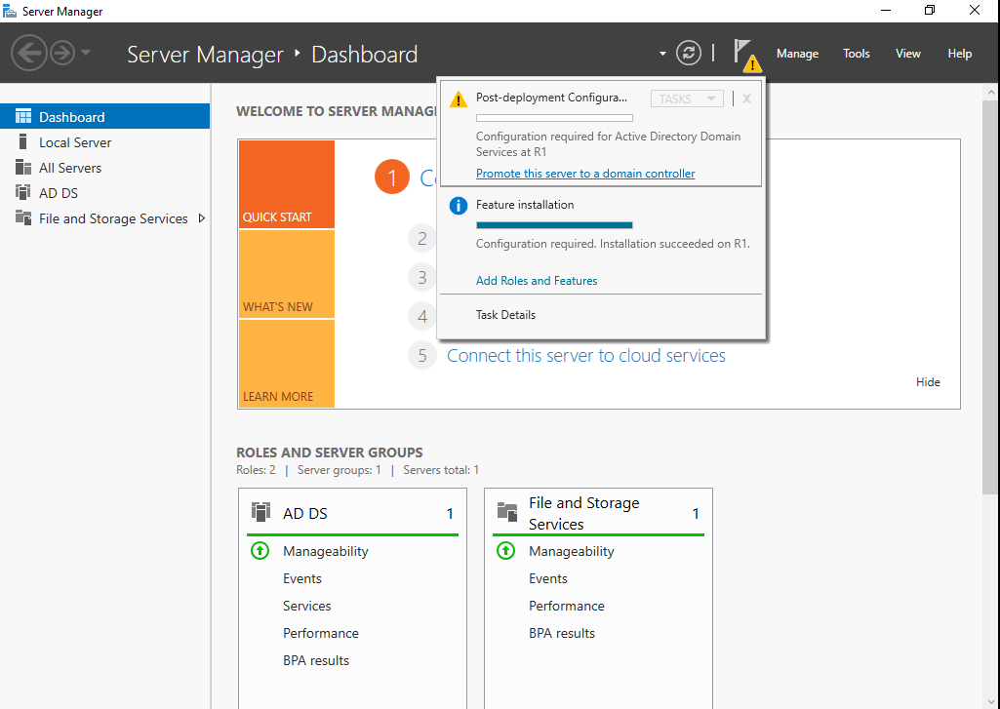 Server Manager
Server Manager ‣ Dashboard
Manage
Tools
View
Help
Dashboard
Local Server
All Servers
AD DS
File and Storage Services
WELCOME TO SERVER MANAG
QUICK START
WHAT'S NEW
LEARN MORE
1
2
3
4
5 Connect this server to cloud services
Hide
Post-deployment Configura...
TASKS
X
Configuration required for Active Directory Domain
Services at R1
Promote this server to a domain controller
Feature installation
Configuration required. Installation succeeded on R1.
Add Roles and Features
Task Details
ROLES AND SERVER GROUPS
Roles: 2 | Server groups: 1 | Servers total: 1
AD DS 1
Manageability
Events
Services
Performance
BPA results
File and Storage
Services
1
Manageability
Events
Performance
BPA results